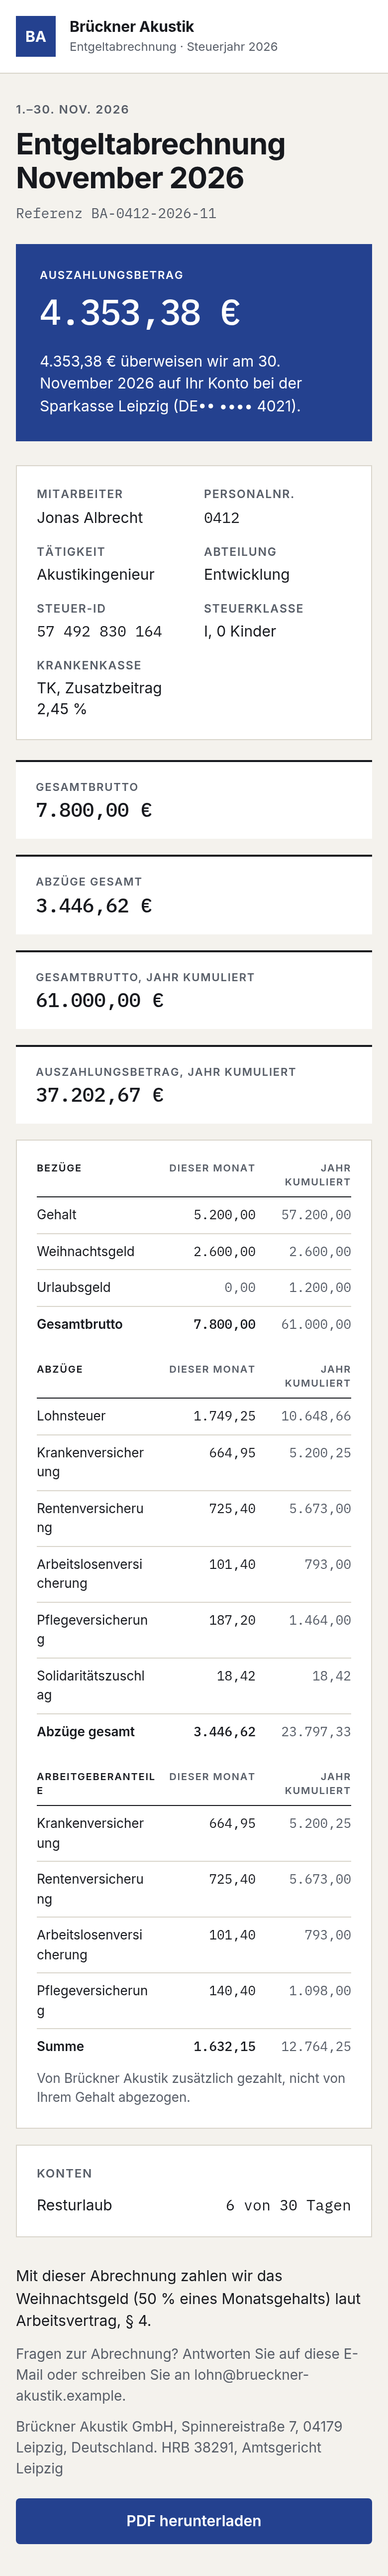 BA
Brückner Akustik
Entgeltabrechnung · Steuerjahr 2026
1.–30. NOV. 2026
Entgeltabrechnung
November 2026
Referenz BA-0412-2026-11
AUSZAHLUNGSBETRAG
4.353,38 €
4.353,38 € überweisen wir am 30.
November 2026 auf Ihr Konto bei der
Sparkasse Leipzig (DE•• •••• 4021).
MITARBEITER PERSONALNR.
Jonas Albrecht 0412
TÄTIGKEIT ABTEILUNG
Akustikingenieur Entwicklung
STEUER-ID STEUERKLASSE
57 492 830 164 I, 0 Kinder
KRANKENKASSE
TK, Zusatzbeitrag
2,45 %
GESAMTBRUTTO
7.800,00 €
ABZÜGE GESAMT
3.446,62 €
GESAMTBRUTTO, JAHR KUMULIERT
61.000,00 €
AUSZAHLUNGSBETRAG, JAHR KUMULIERT
37.202,67 €
BEZÜGE DIESER MONAT JAHR
KUMULIERT
Gehalt 5.200,00 57.200,00
Weihnachtsgeld 2.600,00 2.600,00
Urlaubsgeld 0,00 1.200,00
Gesamtbrutto 7.800,00 61.000,00
ABZÜGE DIESER MONAT JAHR
KUMULIERT
Lohnsteuer 1.749,25 10.648,66
Krankenversicher 664,95 5.200,25
ung
Rentenversicheru 725,40 5.673,00
ng
Arbeitslosenversi 101,40 793,00
cherung
Pflegeversicherun 187,20 1.464,00
g
Solidaritätszuschl 18,42 18,42
ag
Abzüge gesamt 3.446,62 23.797,33
ARBEITGEBERANTEIL DIESER MONAT JAHR
E KUMULIERT
Krankenversicher 664,95 5.200,25
ung
Rentenversicheru 725,40 5.673,00
ng
Arbeitslosenversi 101,40 793,00
cherung
Pflegeversicherun 140,40 1.098,00
g
Summe 1.632,15 12.764,25
Von Brückner Akustik zusätzlich gezahlt, nicht von
Ihrem Gehalt abgezogen.
KONTEN
Resturlaub 6 von 30 Tagen
Mit dieser Abrechnung zahlen wir das
Weihnachtsgeld (50 % eines Monatsgehalts) laut
Arbeitsvertrag, § 4.
Fragen zur Abrechnung? Antworten Sie auf diese E-
Mail oder schreiben Sie an lohn@brueckner-
akustik.example.
Brückner Akustik GmbH, Spinnereistraße 7, 04179
Leipzig, Deutschland. HRB 38291, Amtsgericht
Leipzig
PDF herunterladen